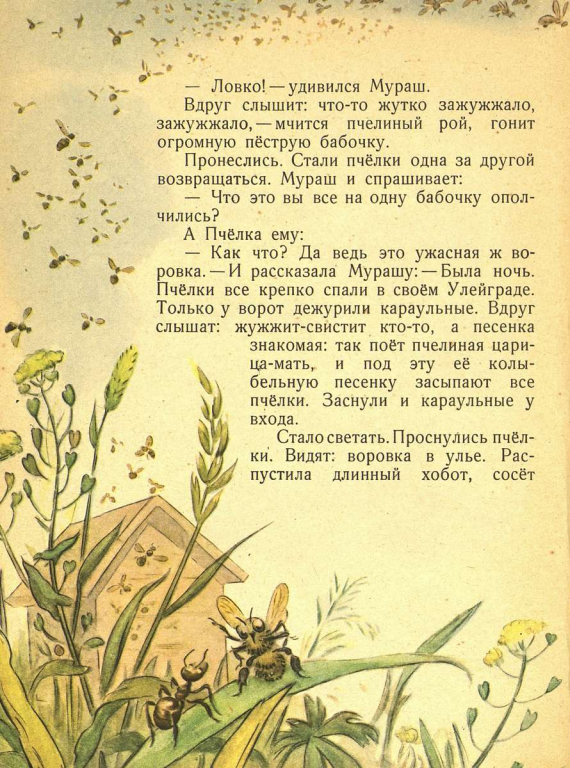 — Ловко! — удивился Мураш.
Вдруг слышит: что-то жутко зажужжало,
зажужжало, — мчится пчелиный рой, гонит
огромную пёструю бабочку.
Пронеслись. Стали пчёлки одна за другой
возвращаться. Мураш и спрашивает:
— Что это вы все на одну бабочку опол-
чились?
А Пчёлка ему:
— Как что? Да ведь это ужасная ж во-
ровка. — И рассказала Мурашу: — Была ночь.
Пчёлки все крепко спали в своём Улейграде.
Только у ворот дежурили караульные. Вдруг
слышат: жужжит-свистит кто-то, а песенка
знакомая: так поёт пчелиная цари-
ца-мать, и под эту её колы-
бельную песенку засыпают все
пчёлки. Заснули и караульные у
входа.
Стало светать. Проснулись пчёл-
ки. Видят: воровка в улье. Рас-
пустила длинный хобот, сосёт